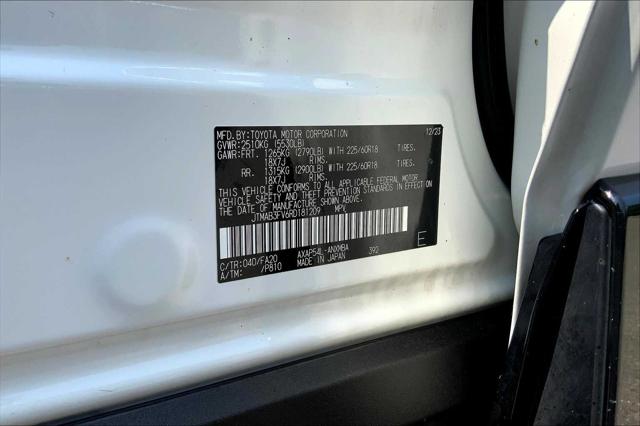 MFD.BY:TOYOTA MOTOR CORPORATION 12/23
GVWR:2510KG (5530LB)
GAWR:FRT. 1265KG (2790LB) WITH 225/60R18 TIRES.
18X7J RIMS.
RR. 1315KG (2900LB) WITH 225/60R18 TIRES.
18X7J RIMS.
THIS VEHICLE CONFORMS TO ALL APPLICABLE FEDERAL MOTOR
VEHICLE SAFETY AND THEFT PREVENTION STANDARDS IN EFFECT
ON THE DATE OF MANUFACTURE SHOWN ABOVE.
JTMAB3FV6RD181209 MPV
E
C/TR:040/FA20 AXAP54L-ANXMBA 390
A/TM: /P810 MADE IN JAPAN